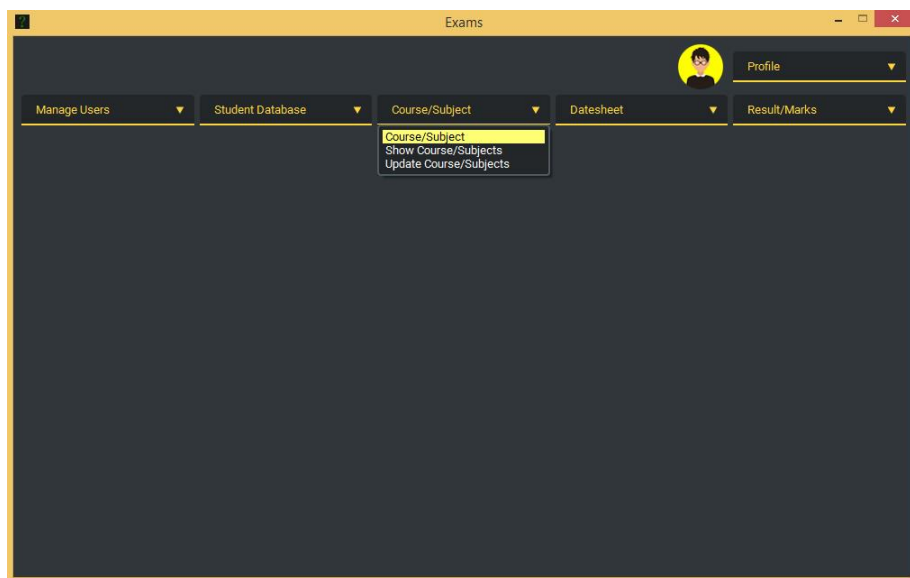 Exams
Profile
Manage Users Student Database Course/Subject Datesheet Result/Marks
Course/Subject
Show Course/Subjects
Update Course/Subjects